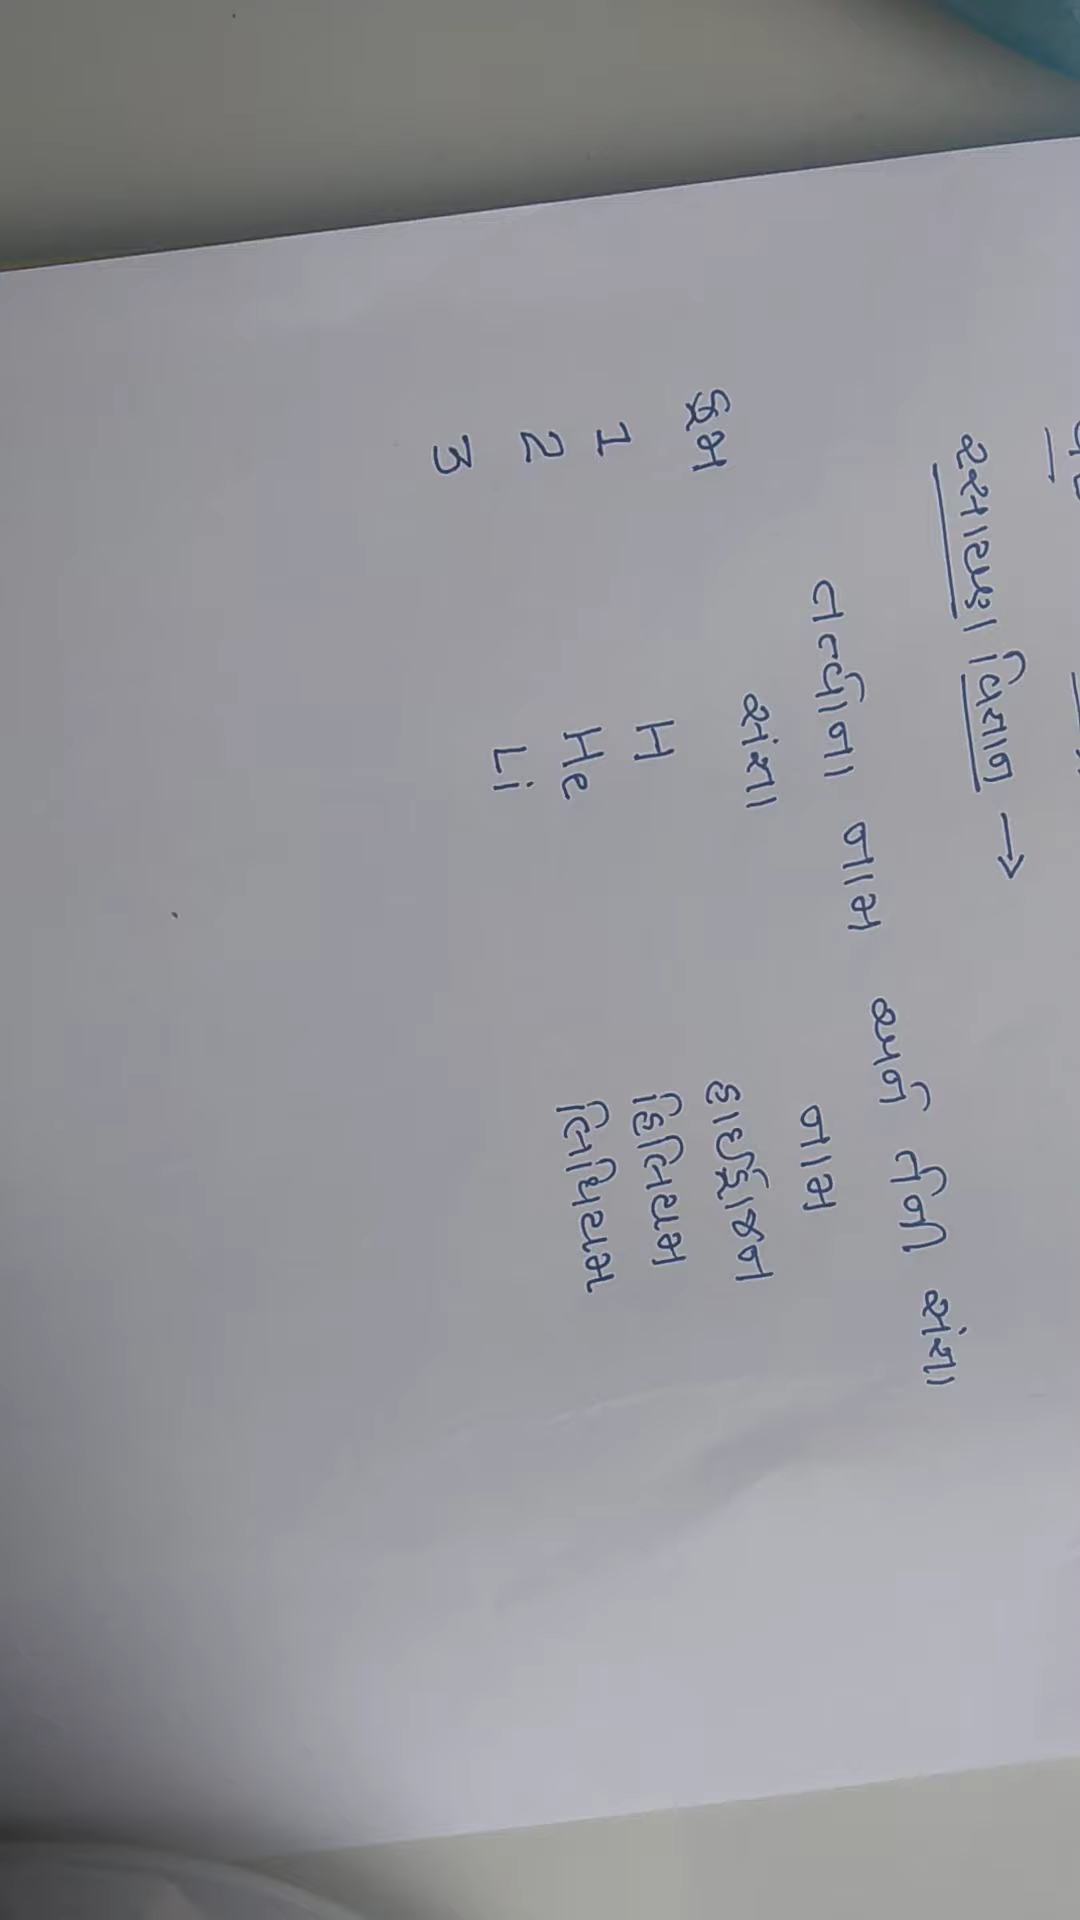 રસાયણ વિજ્ઞાન →
તત્વોના નામ અને તેની સંજ્ઞા
ક્રમ સંજ્ઞા નામ
1 H હાઈડ્રોજન
2 He હિલિયમ
3 Li લિથિયમ